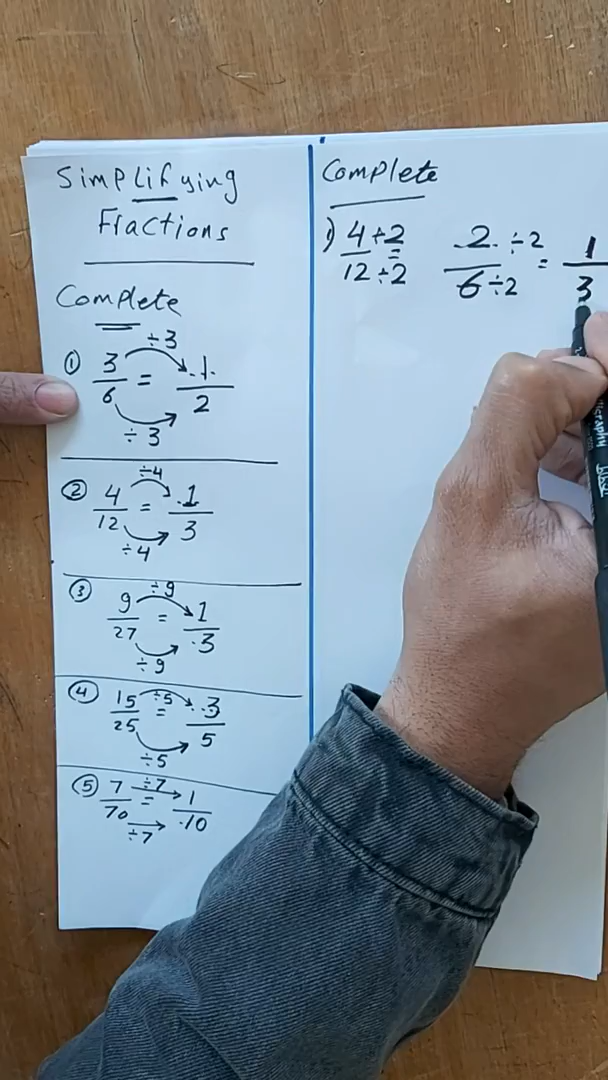 Simplifying
Fractions
Complete
① 3/6 = 1/2
÷3
÷3
② 4/12 = 1/3
÷4
÷4
③ 9/27 = 1/3
÷9
÷9
④ 15/25 = 3/5
÷5
÷5
⑤ 7/70 = 1/10
÷7
÷7
Complete
1) 4÷2/12÷2 = 2÷2/6÷2 = 1/3